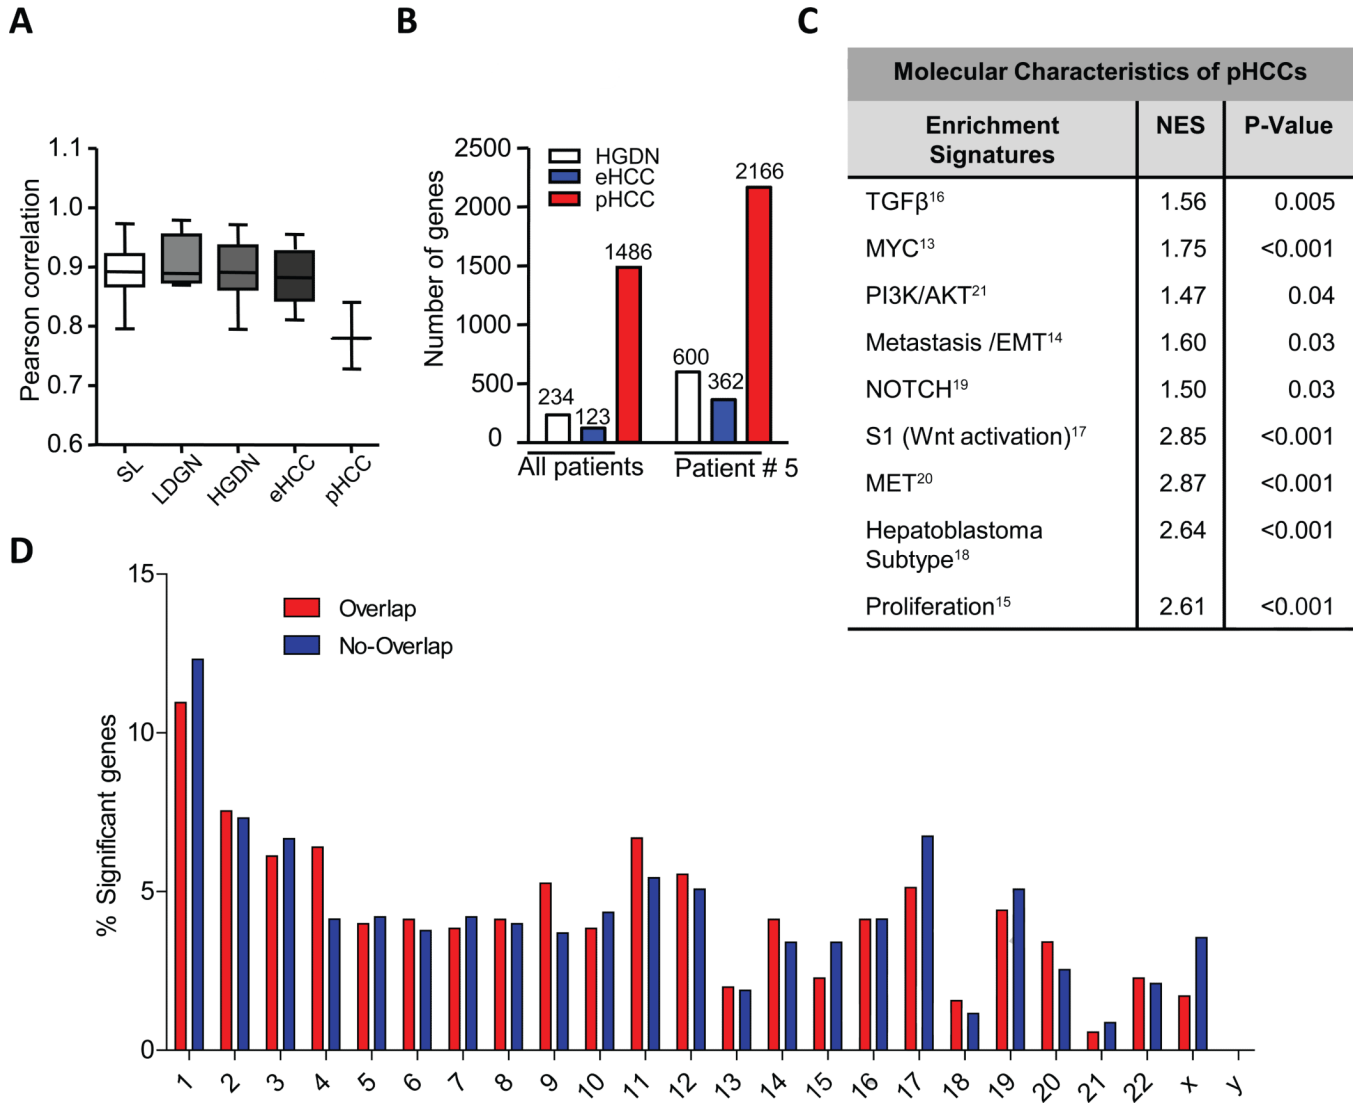 A
B
C
Pearson correlation
1.1
1.0
0.9
0.8
0.7
0.6
SL
LDGN
HGDN
eHCC
pHCC
Number of genes
2500
2000
1500
1000
500
0
HGDN
eHCC
pHCC
234
123
1486
600
362
2166
All patients
Patient # 5
Molecular Characteristics of pHCCs
Enrichment
Signatures
NES
P-Value
TGFβ16 1.56 0.005
MYC13 1.75 <0.001
PI3K/AKT21 1.47 0.04
Metastasis /EMT14 1.60 0.03
NOTCH19 1.50 0.03
S1 (Wnt activation)17 2.85 <0.001
MET20 2.87 <0.001
Hepatoblastoma 2.64 <0.001
Subtype18
Proliferation15 2.61 <0.001
D
% Significant genes
15
10
5
0
Overlap
No-Overlap
1 2 3 4 5 6 7 8 9 10 11 12 13 14 15 16 17 18 19 20 21 22 x y